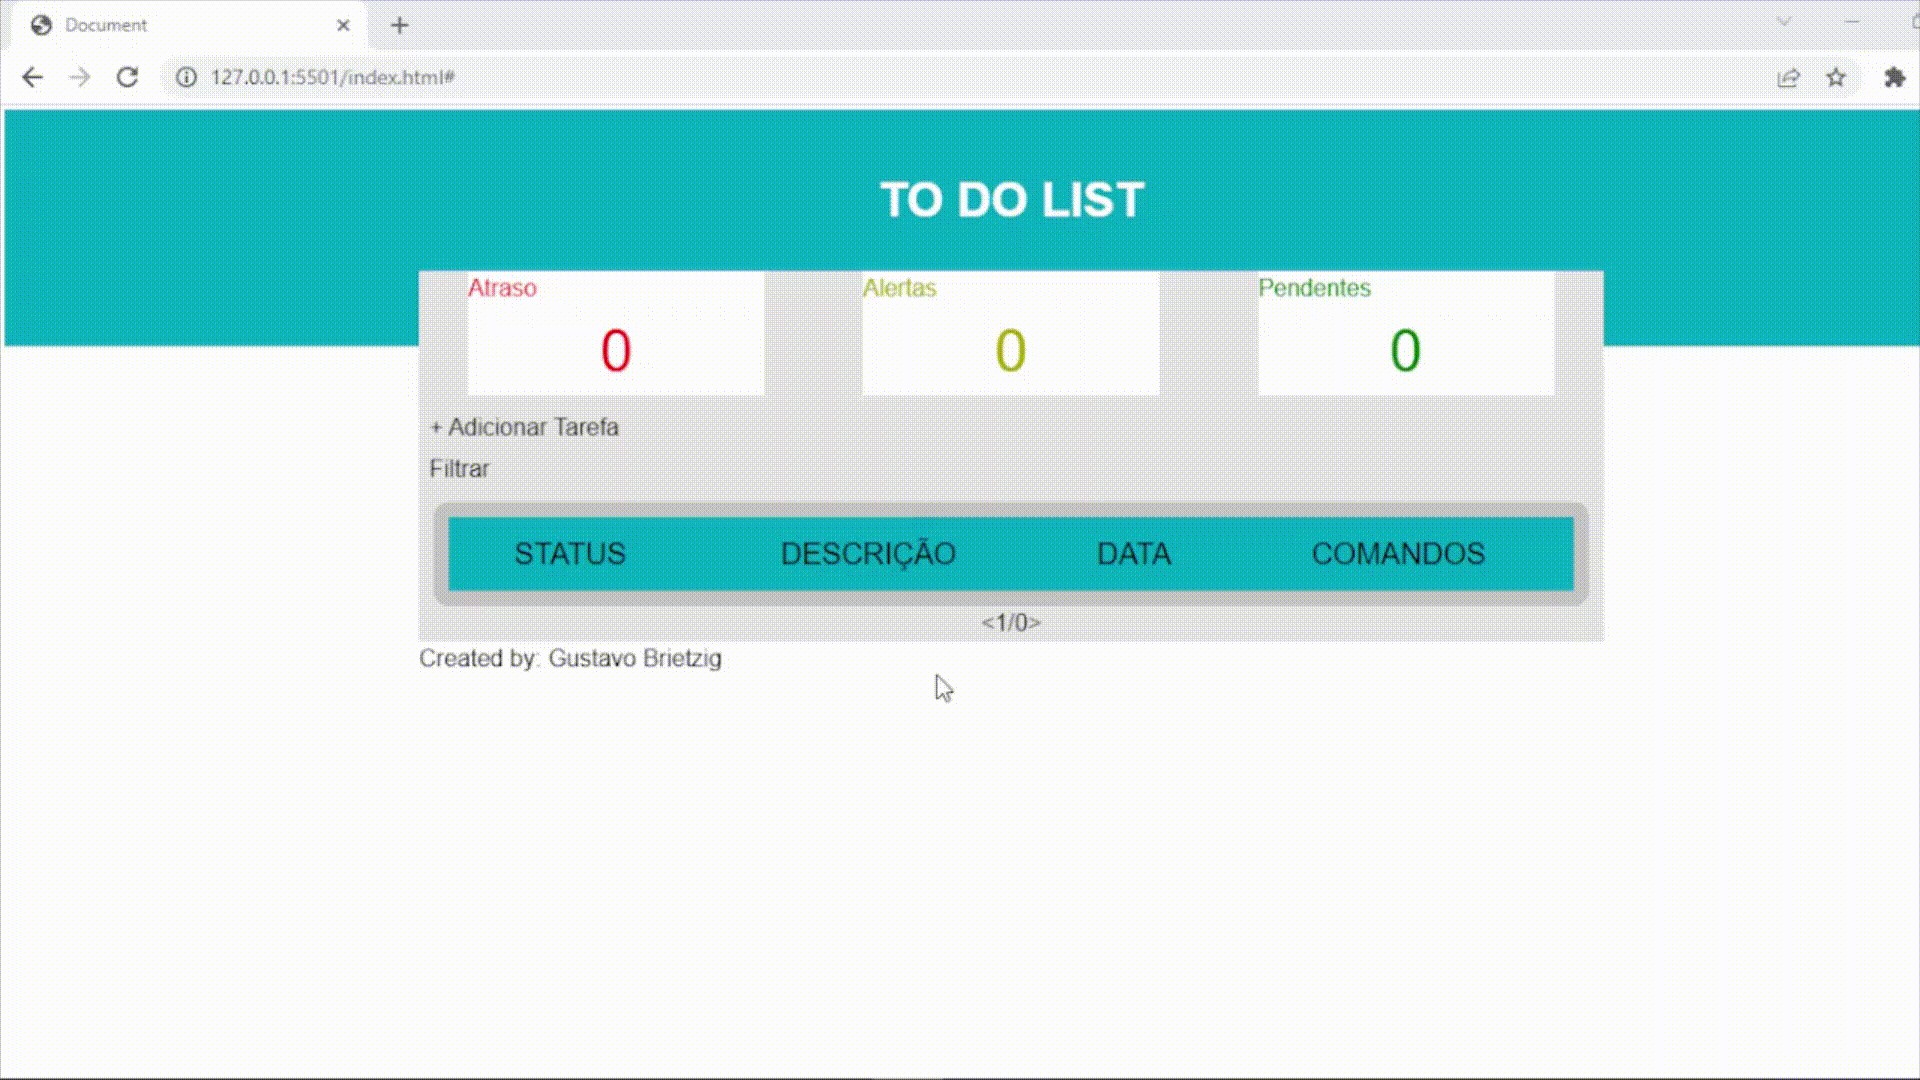 Document
127.0.0.1:5501/index.html#
TO DO LIST
Atraso Alertas Pendentes
0 0 0
+ Adicionar Tarefa
Filtrar
STATUS DESCRIÇÃO DATA COMANDOS
<1/0>
Created by: Gustavo Brietzig